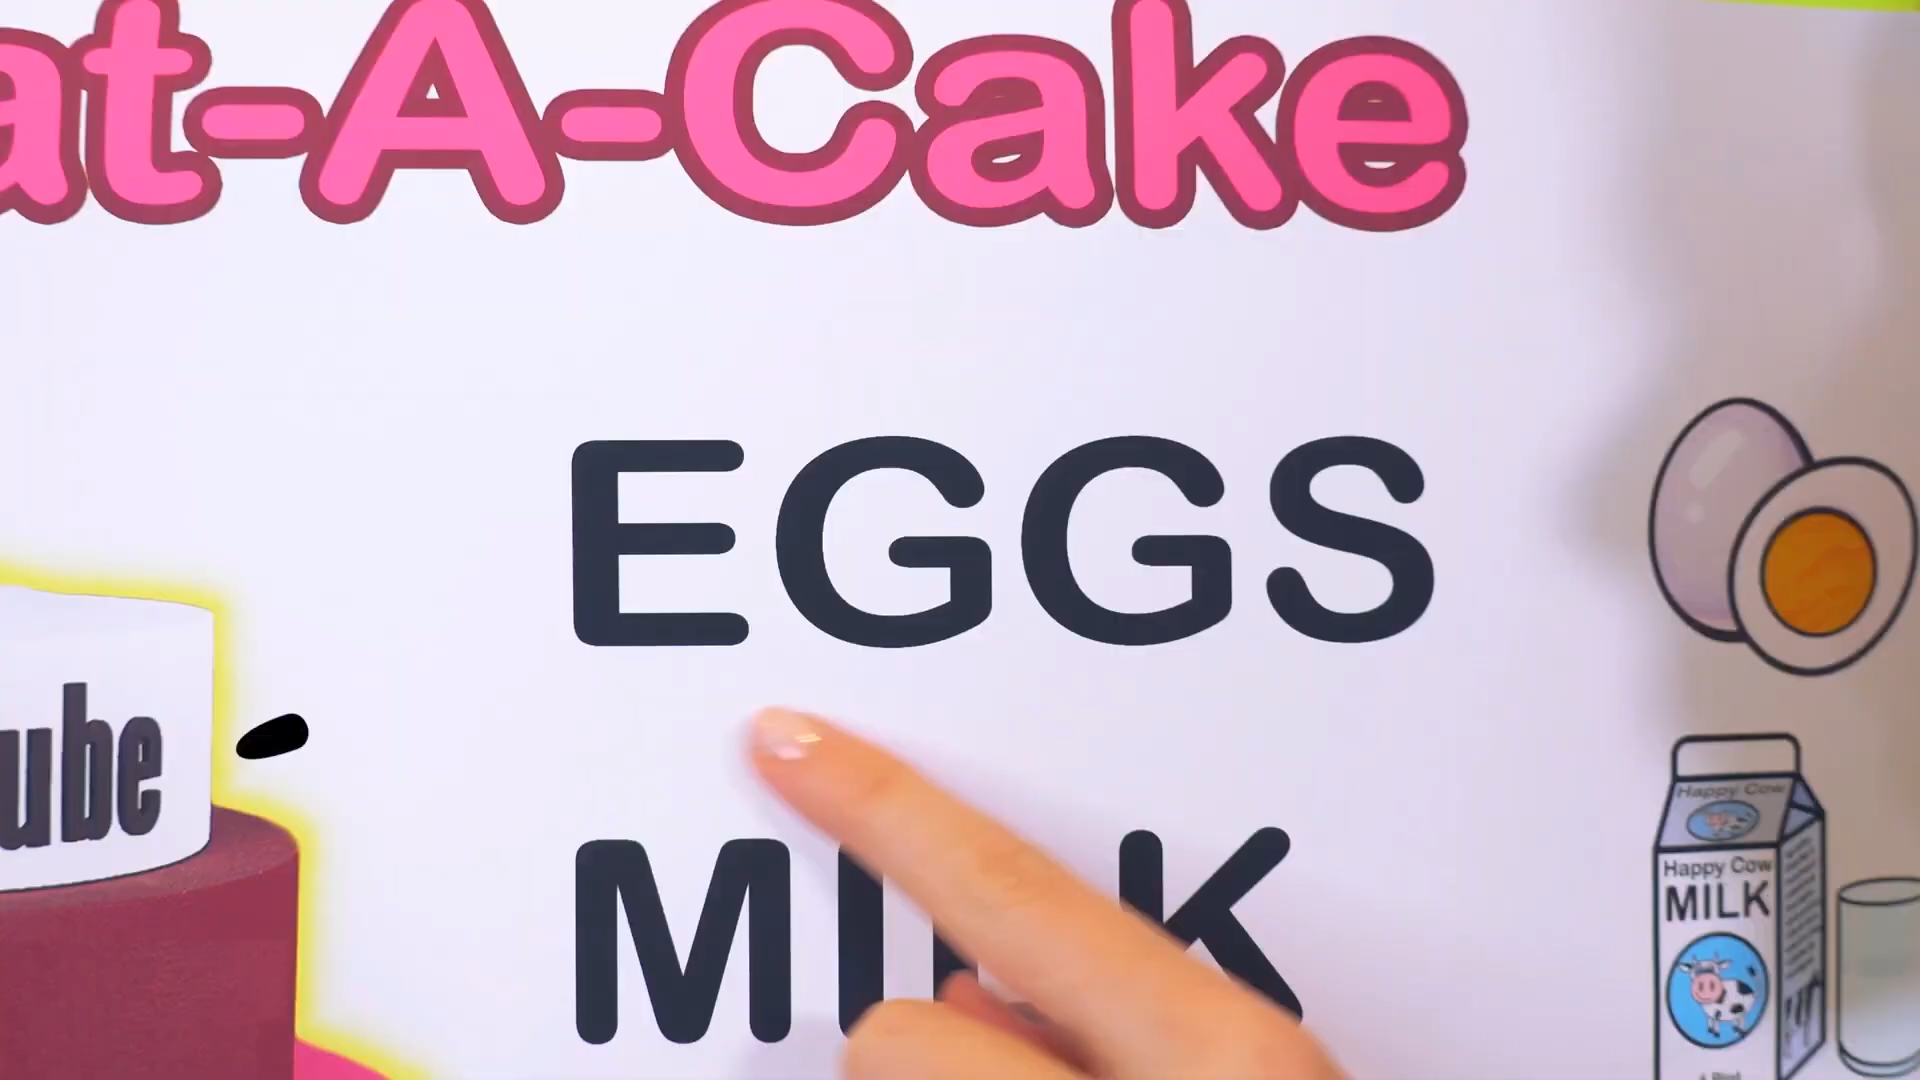 at-A-Cake
EGGS
ube
MILK
Happy Cow
Happy Cow
MILK